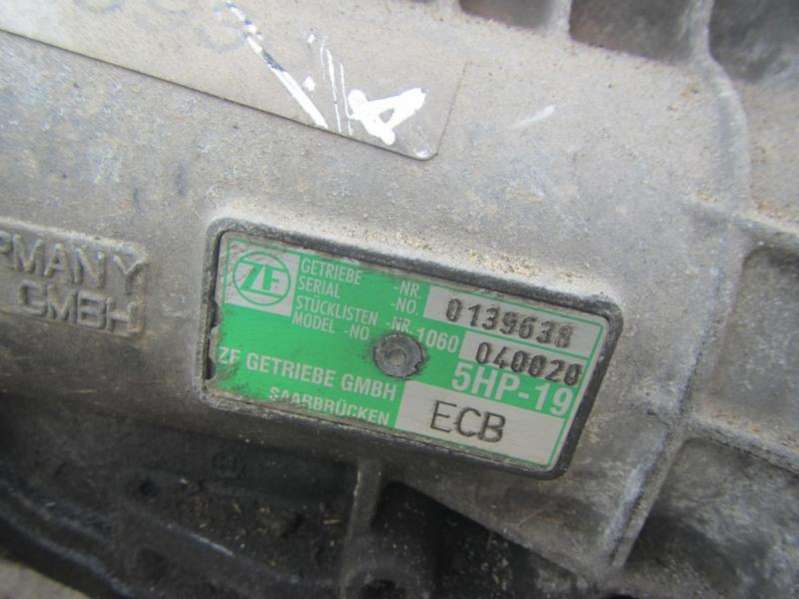 A
RMANY
GMBH
ZF
GETRIEBE -NR.
SERIAL -NO. 0139638
STÜCKLISTEN -NR. 1060 040020
MODEL -NO
5HP-19
ZF GETRIEBE GMBH
SAARBRÜCKEN
ECB